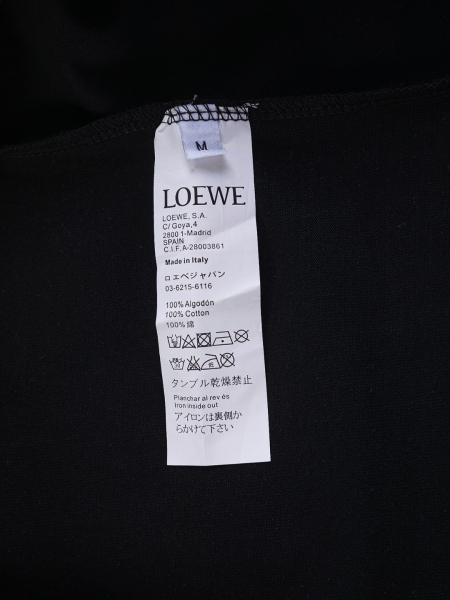 M
LOEWE
LOEWE, S.A.
C/ Goya,4
2800 1-Madrid
SPAIN
C.I.F.A-28003861
Made in Italy
ロエベジャパン
03-6215-6116
100% Algodón
100% Cotton
100% 綿
タンブル乾燥禁止
Planchar al rev és
Iron inside out
アイロンは裏側か
らかけて下さい